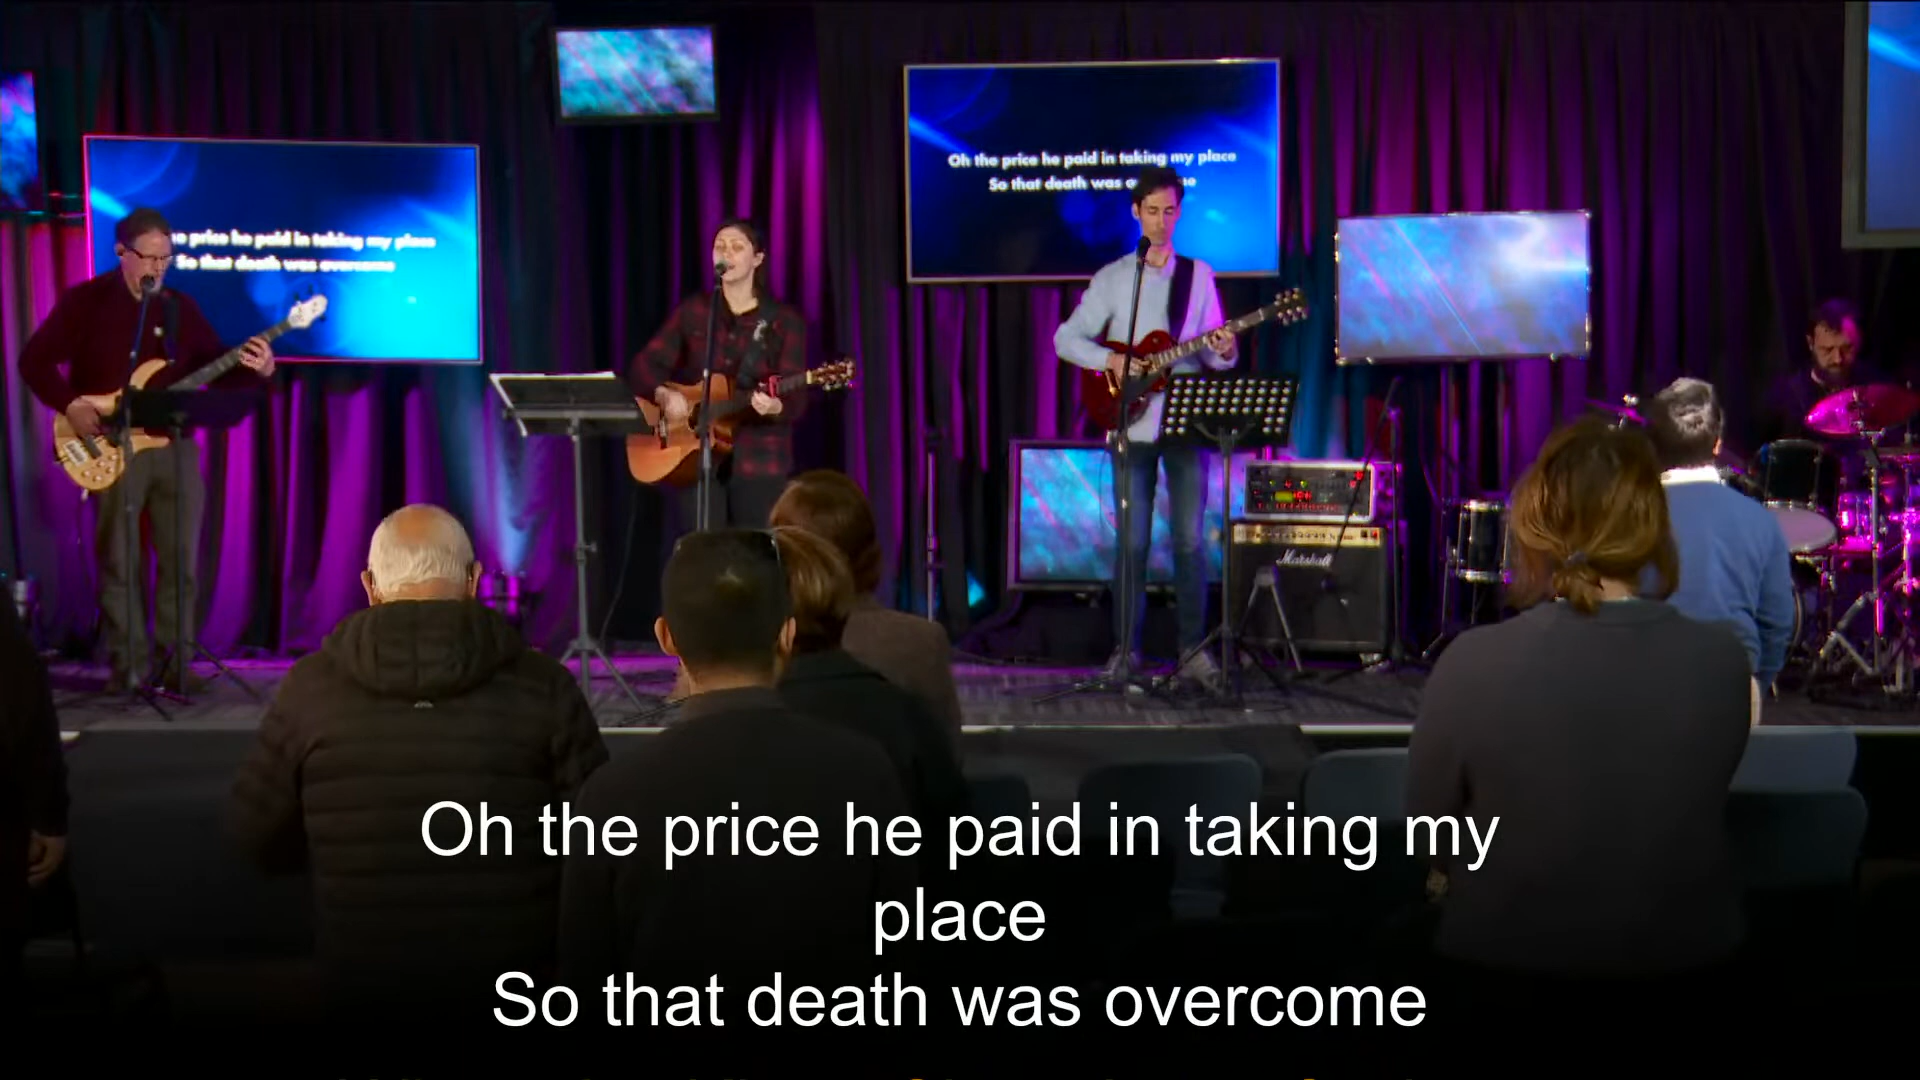 Oh the price he paid in taking my place
So that death was
price he paid in taking my place
So that death was overcome
Marshall
Oh the price he paid in taking my
place
So that death was overcome